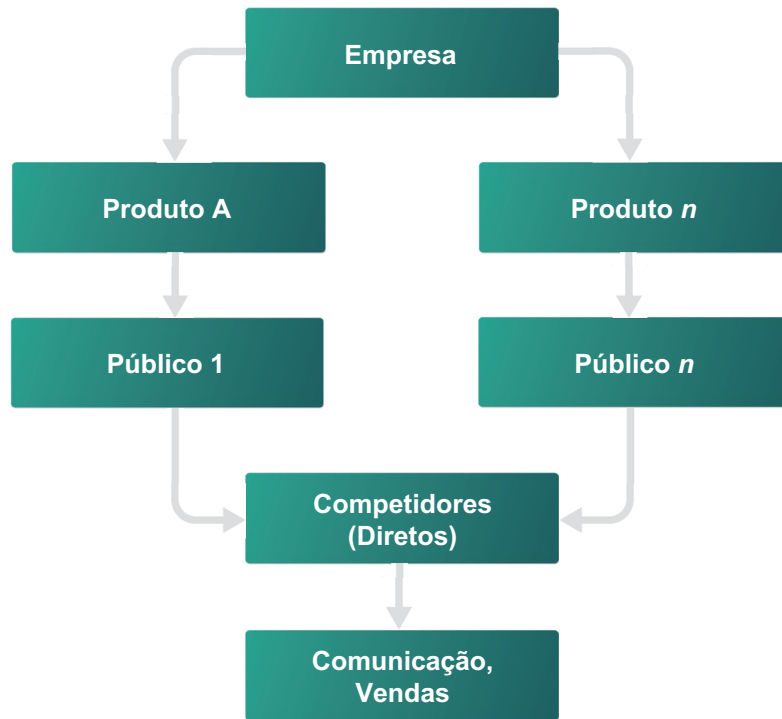 Empresa
Produto A
Produto n
Público 1
Público n
Competidores
(Diretos)
Comunicação,
Vendas